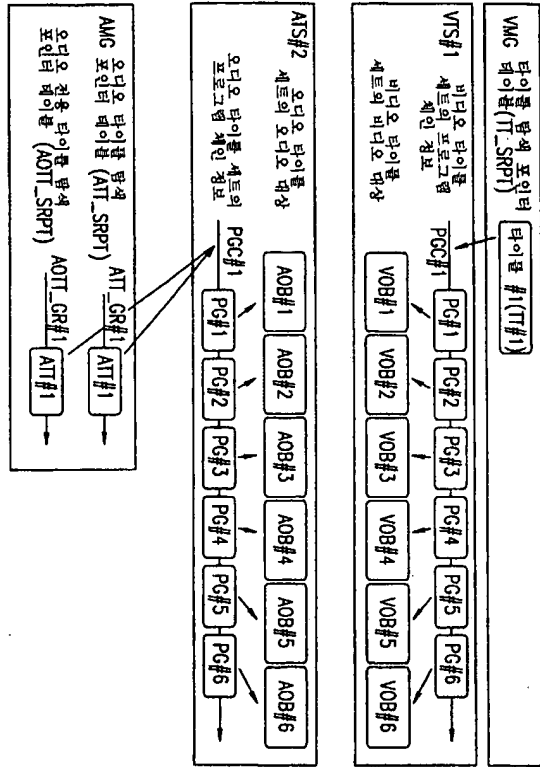 VMG 타이틀 탐색 포인터
테이블(TT_SRPT)
타이틀 #1(TT#1)
VTS#1
비디오 타이틀
세트의 프로그램
체인 정보
PGC#1
PG#1
PG#2
PG#3
PG#4
PG#5
PG#6
비디오 타이틀
세트의 비디오 대상
VOB#1
VOB#2
VOB#3
VOB#4
VOB#5
VOB#6
ATS#2
오디오 타이틀
세트의 오디오 대상
AOB#1
AOB#2
AOB#3
AOB#4
AOB#5
AOB#6
오디오 타이틀 세트의
프로그램 체인 정보
PGC#1
PG#1
PG#2
PG#3
PG#4
PG#5
PG#6
AMG
오디오 타이틀 탐색
포인터 테이블 (ATT_SRPT)
ATT_GR#1
ATT#1
오디오 전용 타이틀 탐색
포인터 테이블 (AOTT_SRPT)
AOTT_GR#1
ATT#1